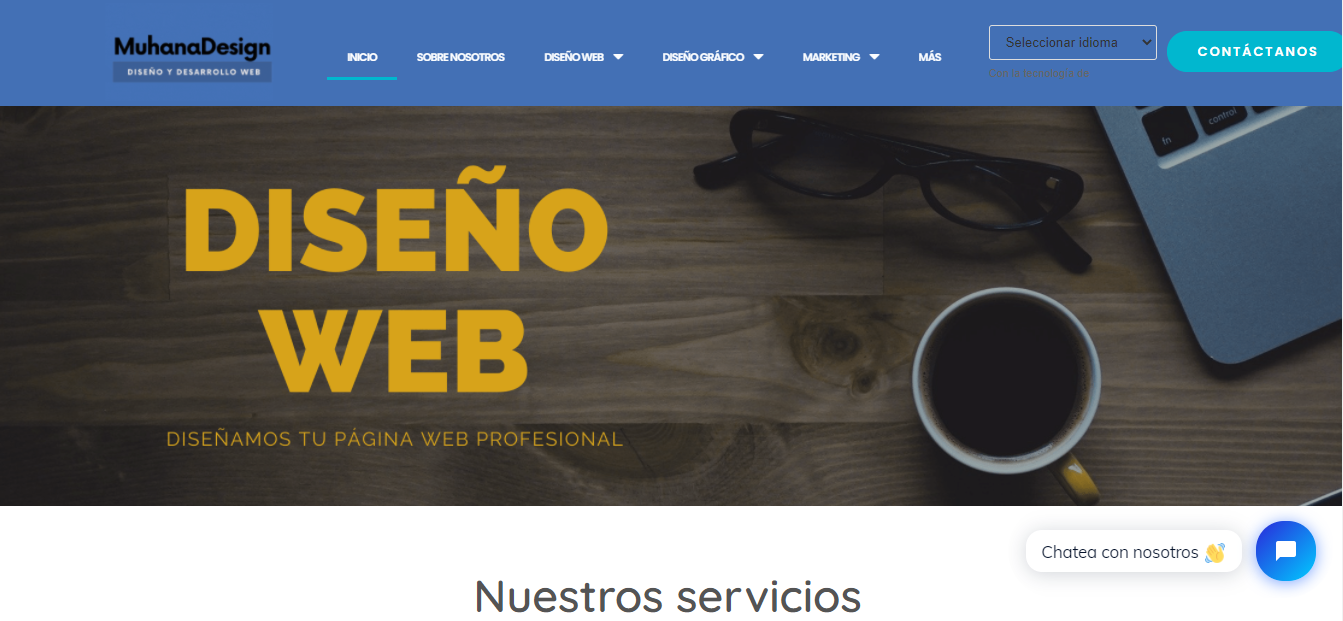 MuhanaDesign
DISEÑO Y DESARROLLO WEB
INICIO
SOBRE NOSOTROS
DISEÑO WEB
DISEÑO GRÁFICO
MARKETING
MÁS
Seleccionar idioma
Con la tecnología de
CONTÁCTANOS
fn
control
DISEÑO
WEB
DISEÑAMOS TU PÁGINA WEB PROFESIONAL
Chatea con nosotros 👋
Nuestros servicios